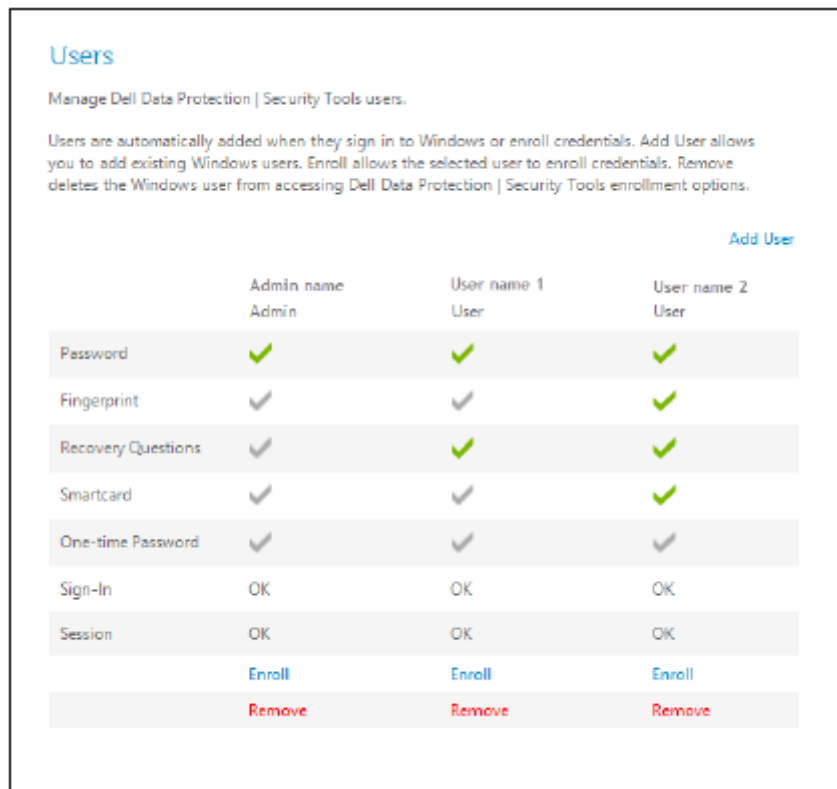 Users
Manage Dell Data Protection | Security Tools users.
Users are automatically added when they sign in to Windows or enroll credentials. Add User allows
you to add existing Windows users. Enroll allows the selected user to enroll credentials. Remove
deletes the Windows user from accessing Dell Data Protection | Security Tools enrollment options.
Add User
Admin name User name 1 User name 2
Admin User User
Password
Fingerprint
Recovery Questions
Smartcard
One-time Password
Sign-In OK OK OK
Session OK OK OK
Enroll Enroll Enroll
Remove Remove Remove